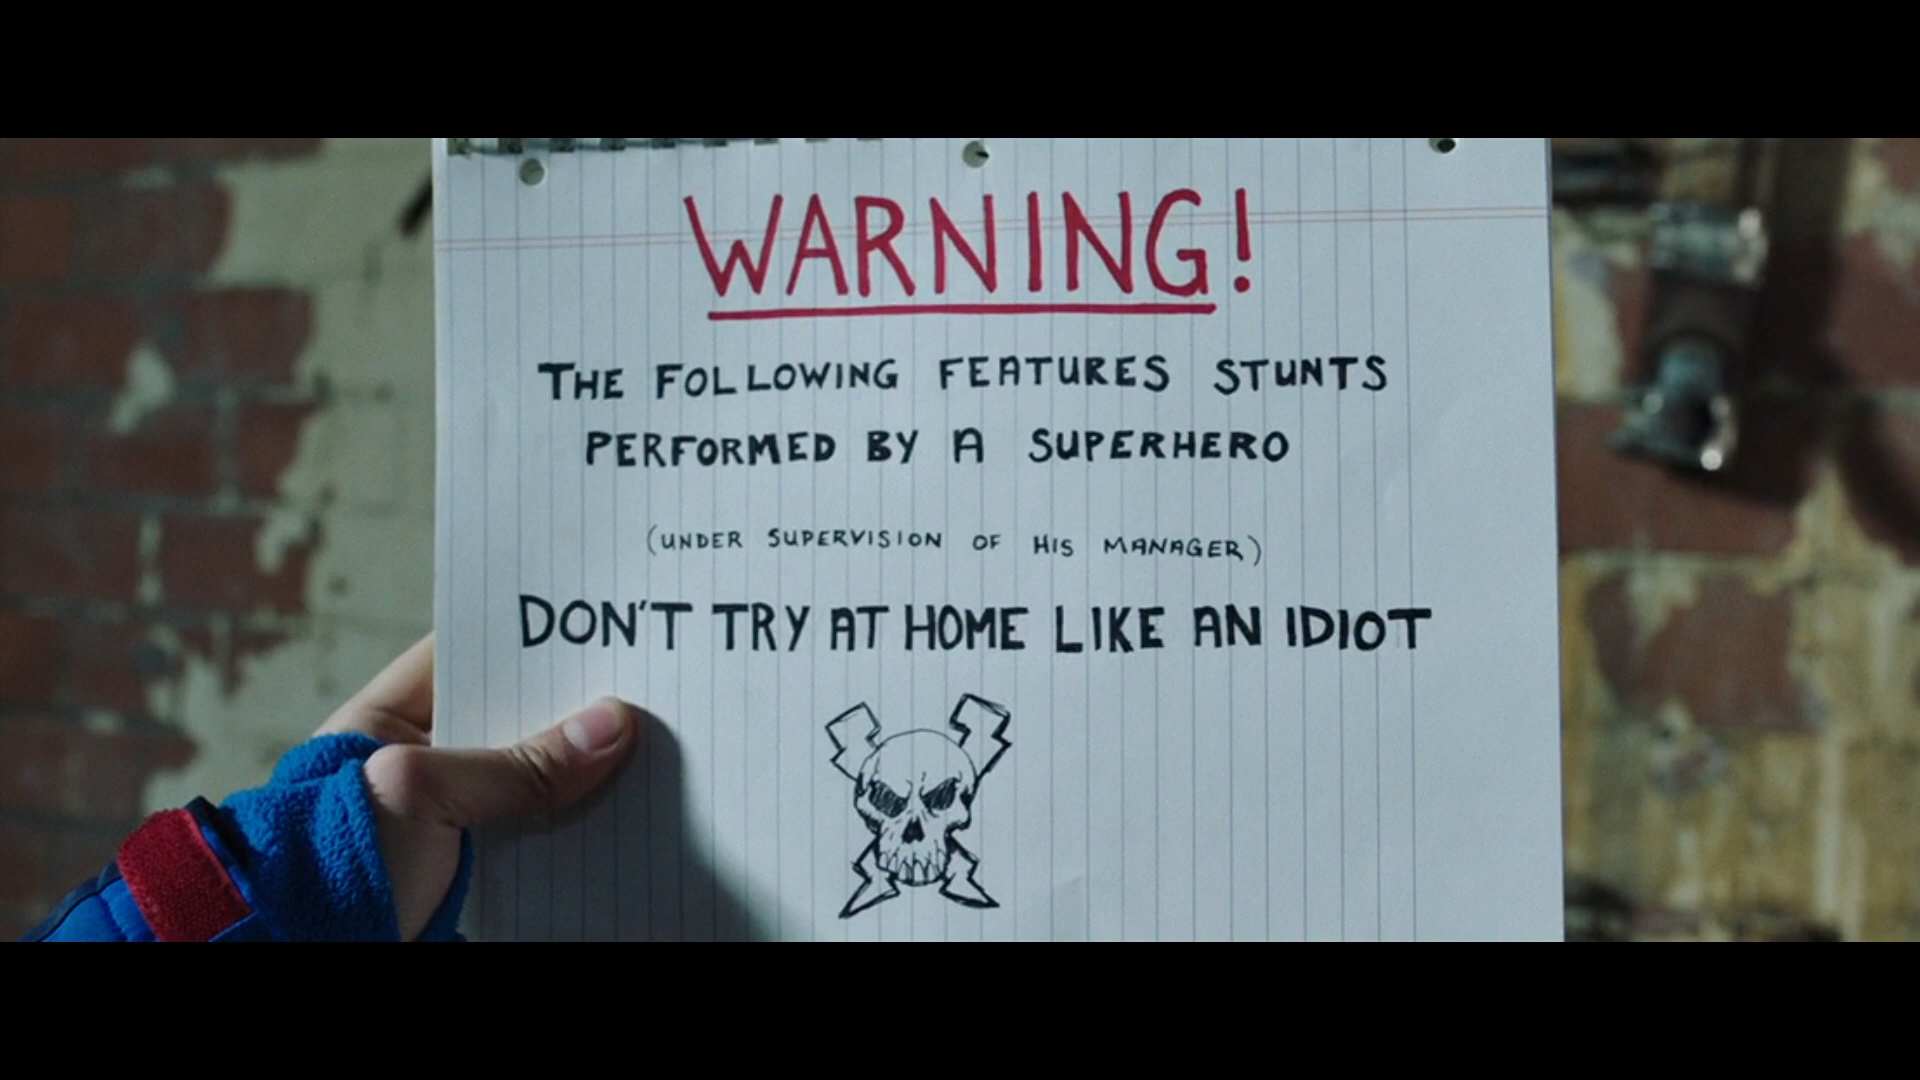 WARNING!
THE FOLLOWING FEATURES STUNTS
PERFORMED BY A SUPERHERO
(UNDER SUPERVISION OF HIS MANAGER)
DON'T TRY AT HOME LIKE AN IDIOT